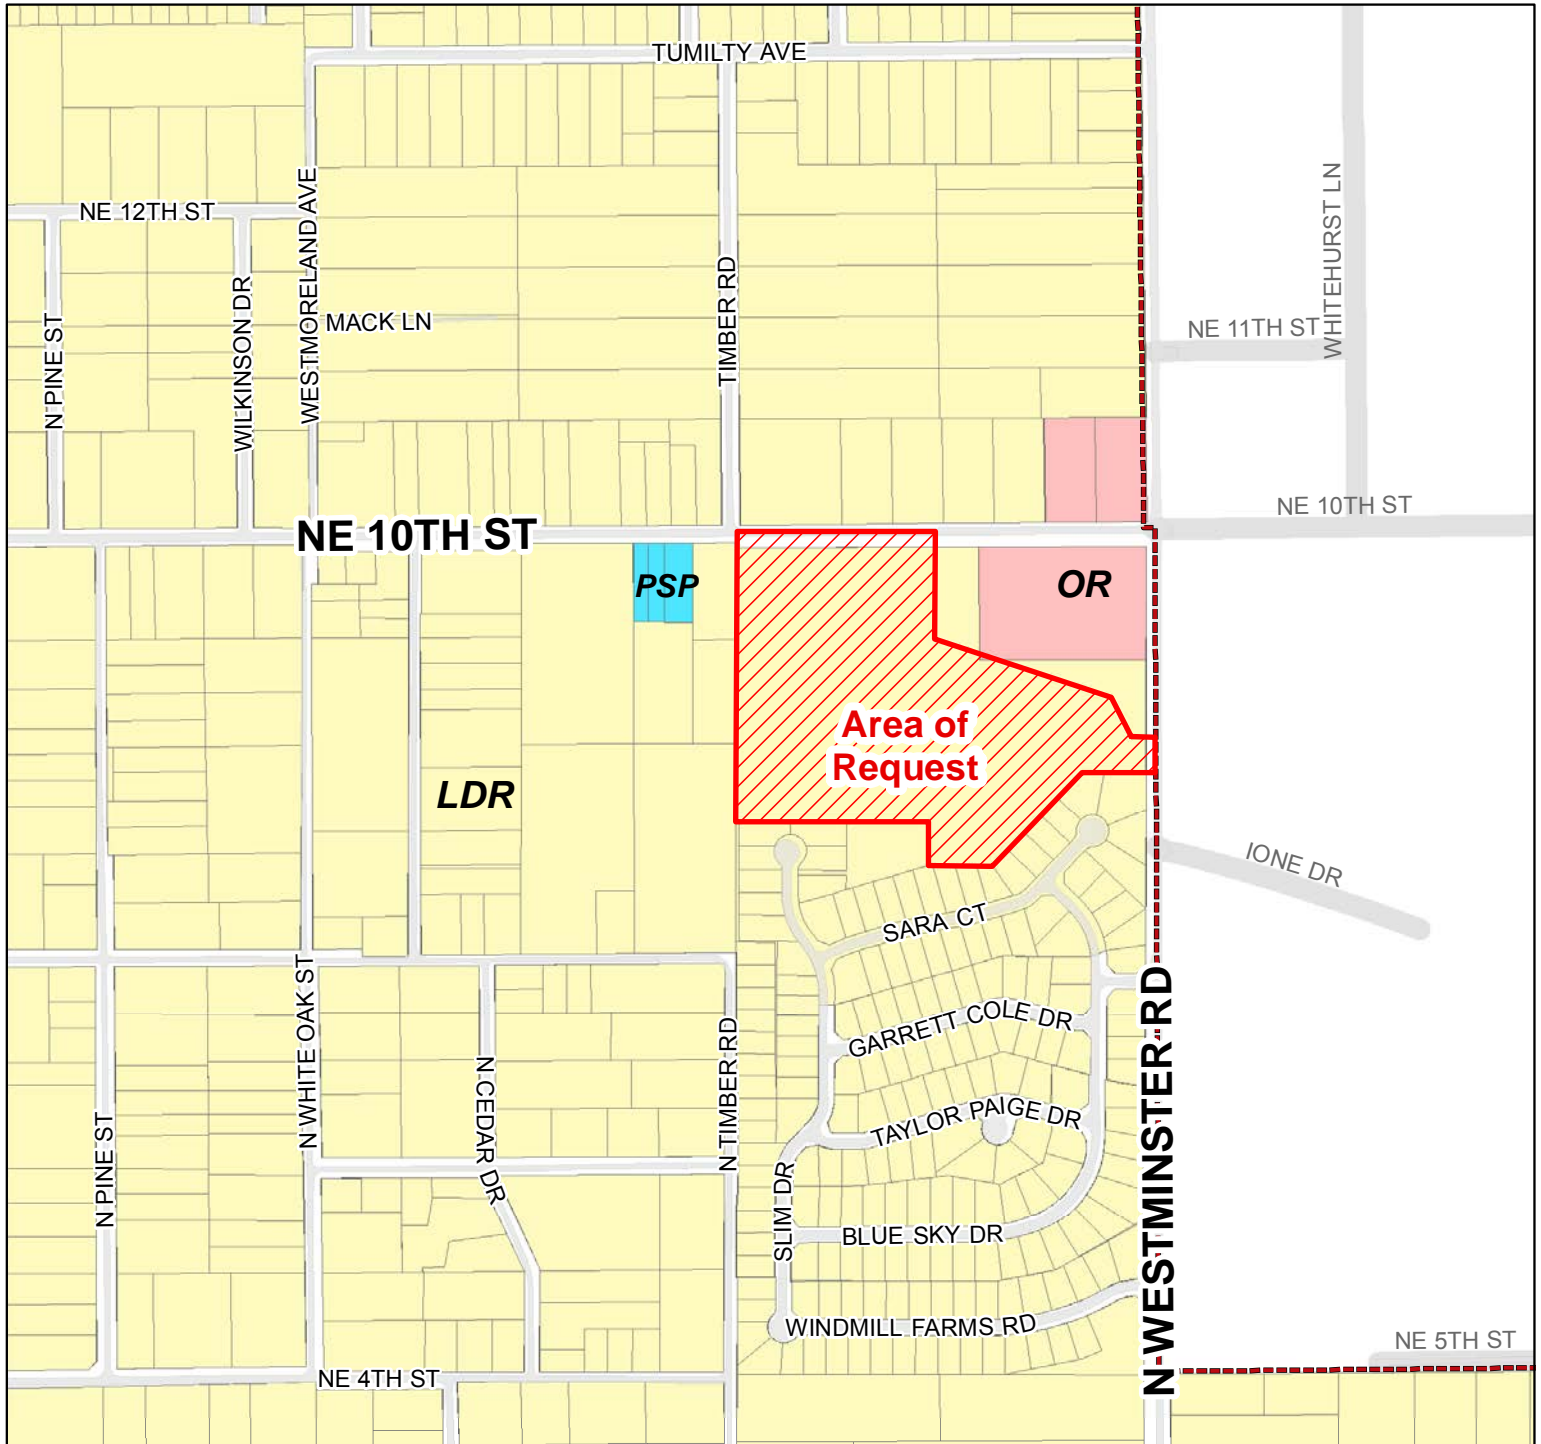 TUMILTY AVE
NE 12TH ST
WESTMORELAND AVE
WHITEHURST LN
N PINE ST
WILKINSON DR
MACK LN
TIMBER RD
NE 11TH ST
NE 10TH ST
NE 10TH ST
PSP
OR
Area of
Request
LDR
IONE DR
SARA CT
N WHITE OAK ST
GARRETT COLE DR
N CEDAR DR
N TIMBER RD
N WESTMINSTER RD
TAYLOR PAIGE DR
N PINE ST
SLIM DR
BLUE SKY DR
WINDMILL FARMS RD
NE 5TH ST
NE 4TH ST